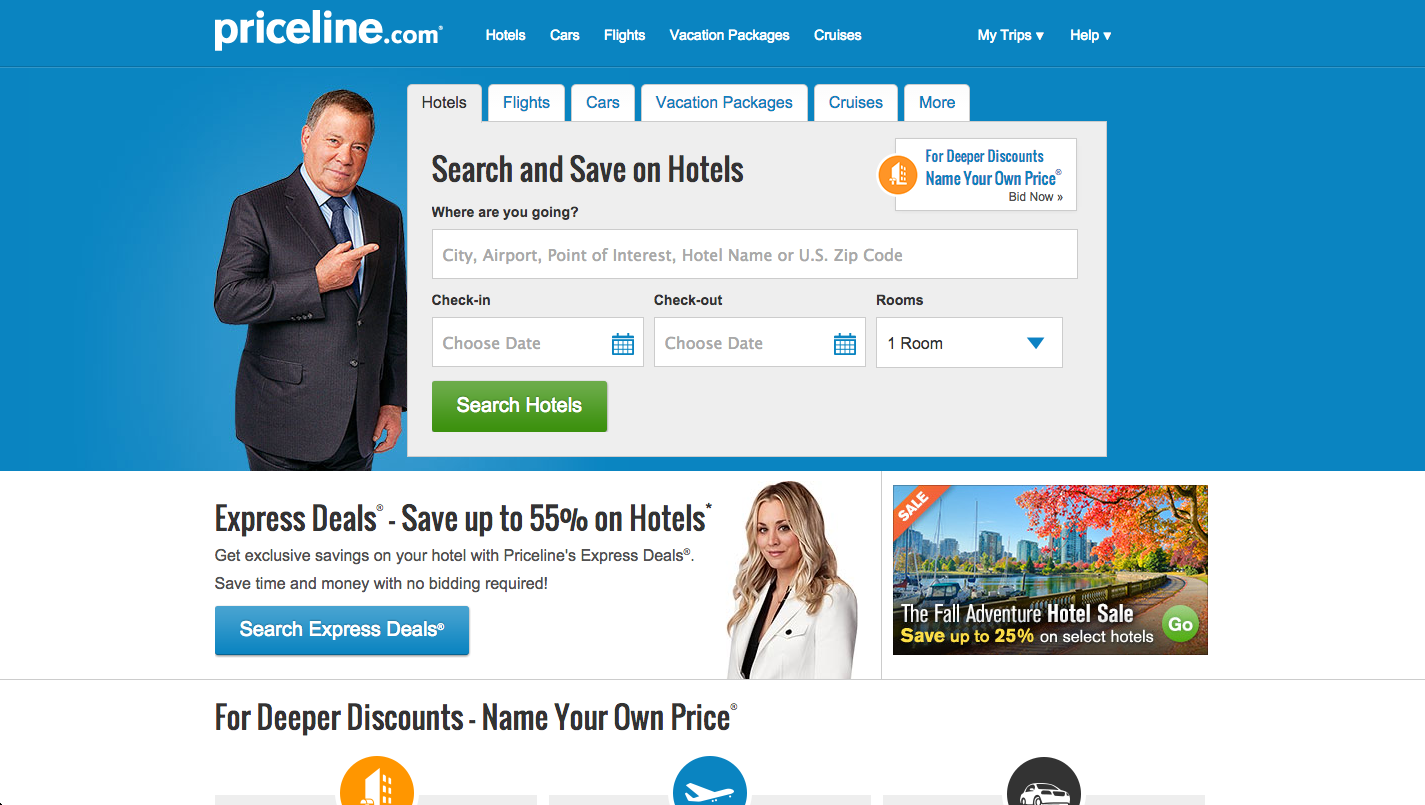 priceline.com®
Hotels Cars Flights Vacation Packages Cruises My Trips ▾ Help ▾
Hotels Flights Cars Vacation Packages Cruises More
Search and Save on Hotels
For Deeper Discounts
Name Your Own Price®
Bid Now »
Where are you going?
City, Airport, Point of Interest, Hotel Name or U.S. Zip Code
Check-in Check-out Rooms
Choose Date Choose Date 1 Room
Search Hotels
Express Deals® - Save up to 55% on Hotels*
Get exclusive savings on your hotel with Priceline's Express Deals®.
Save time and money with no bidding required!
Search Express Deals®
SALE
The Fall Adventure Hotel Sale
Save up to 25% on select hotels
Go
For Deeper Discounts - Name Your Own Price®